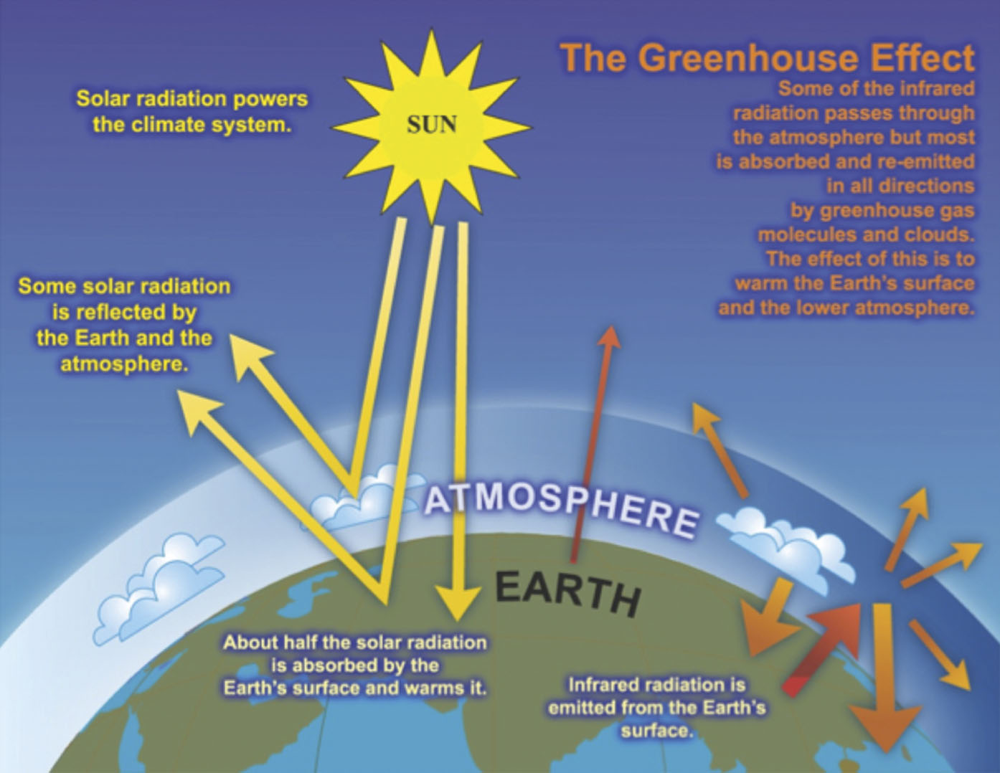 The Greenhouse Effect
Some of the infrared
radiation passes through
the atmosphere but most
is absorbed and re-emitted
in all directions
by greenhouse gas
molecules and clouds.
The effect of this is to
warm the Earth's surface
and the lower atmosphere.
Solar radiation powers
the climate system.
SUN
Some solar radiation
is reflected by
the Earth and the
atmosphere.
ATMOSPHERE
EARTH
About half the solar radiation
is absorbed by the
Earth's surface and warms it.
Infrared radiation is
emitted from the Earth's
surface.